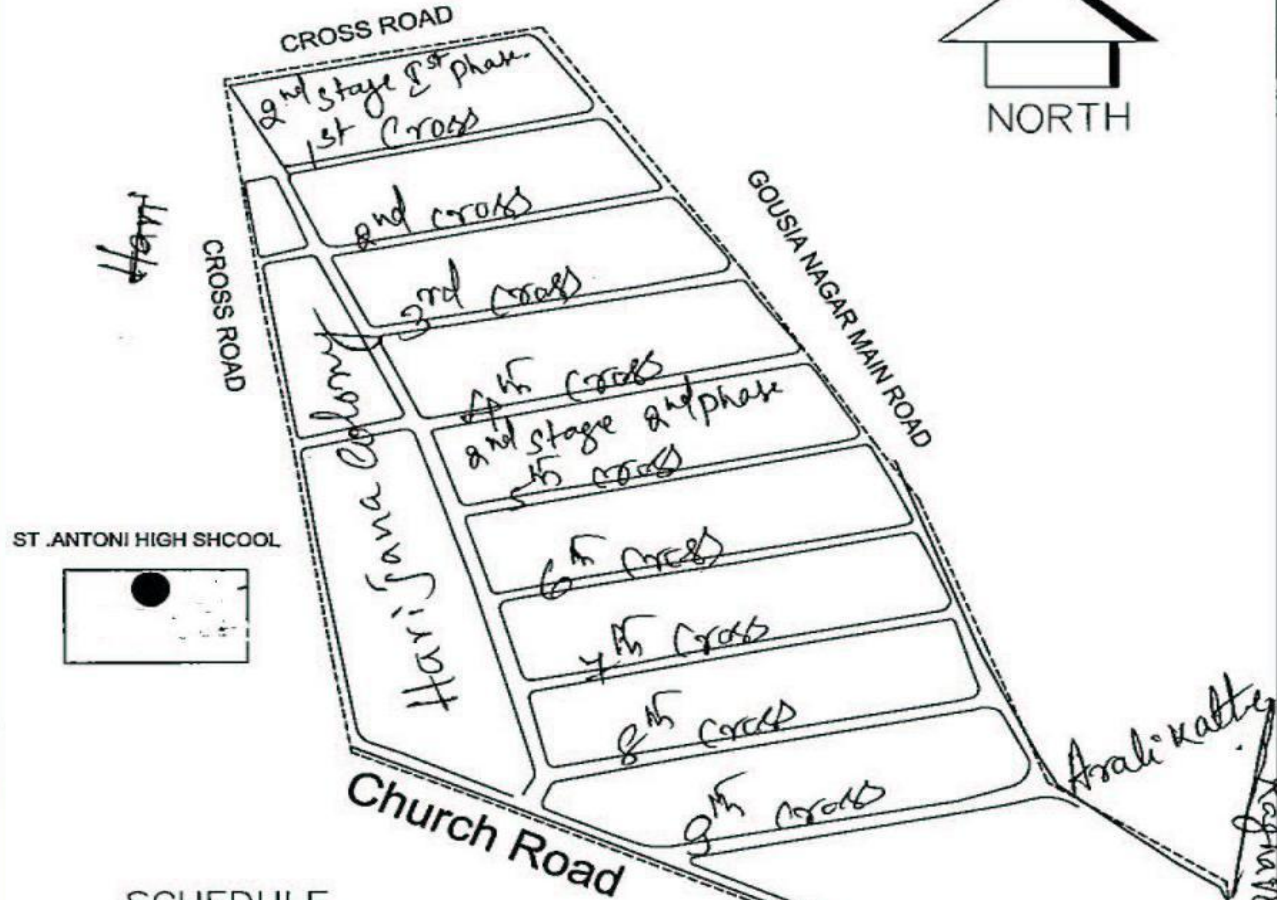 CROSS ROAD
NORTH
2nd stage Ist phase
1st Cross
2nd cross
3rd Cross
4th Cross
2nd stage 2nd phase
5th cross
6th cross
7th Cross
8th cross
9th cross
CROSS ROAD
GOUSIA NAGAR MAIN ROAD
Harijana Colony
ST .ANTONI HIGH SHCOOL
Church Road
Aralikatte
SCHEDULE